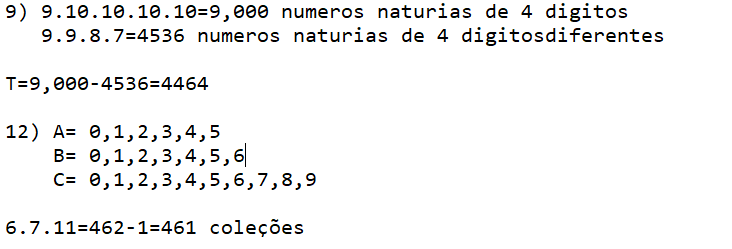 9) 9.10.10.10.10=9,000 numeros naturias de 4 digitos
9.9.8.7=4536 numeros naturias de 4 digitosdiferentes
T=9,000-4536=4464
12) A= 0,1,2,3,4,5
B= 0,1,2,3,4,5,6
C= 0,1,2,3,4,5,6,7,8,9
6.7.11=462-1=461 coleções